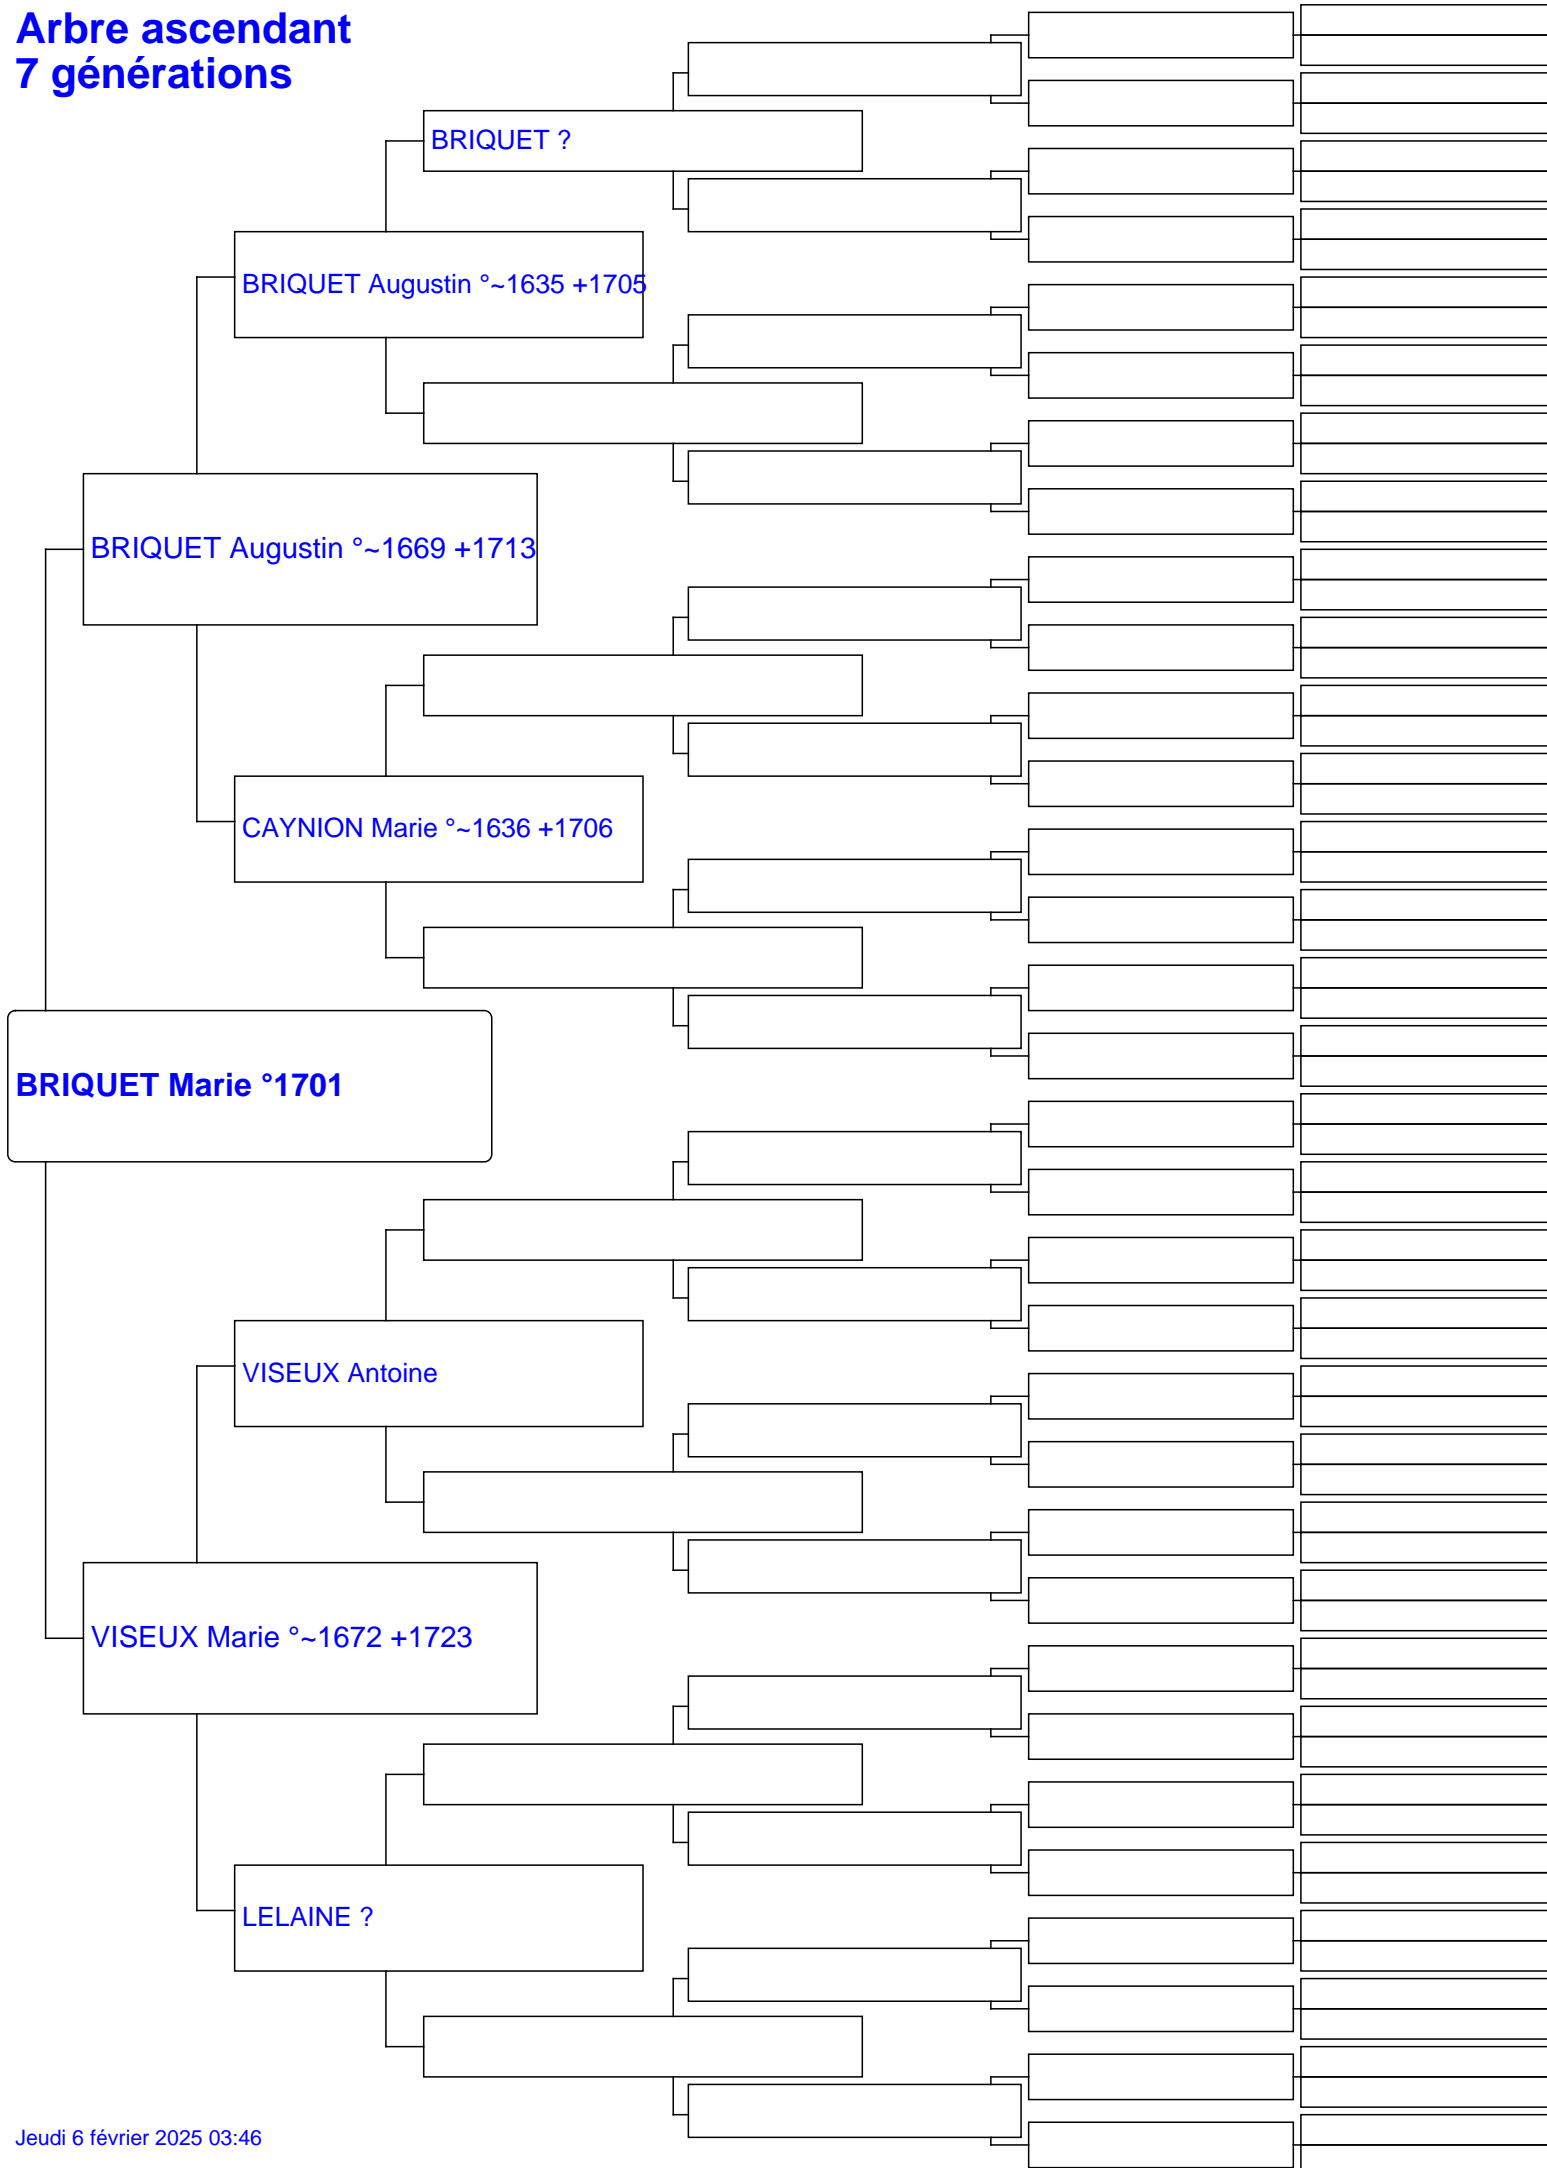 Arbre ascendant
7 générations
BRIQUET ?
BRIQUET Augustin °~1635 +1705
BRIQUET Augustin °~1669 +1713
CAYNION Marie °~1636 +1706
BRIQUET Marie °1701
VISEUX Antoine
VISEUX Marie °~1672 +1723
LELAINE ?
Jeudi 6 février 2025 03:46